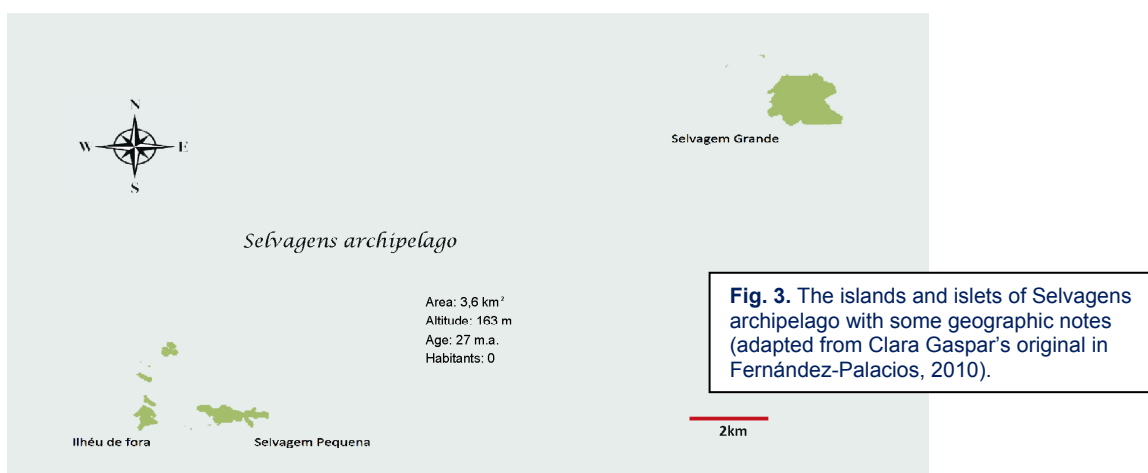 N
W E
S
Selvagem Grande
Selvagens archipelago
Area: 3,6 km²
Altitude: 163 m
Age: 27 m.a.
Habitants: 0
Fig. 3. The islands and islets of Selvagens
archipelago with some geographic notes
(adapted from Clara Gaspar's original in
Fernández-Palacios, 2010).
2km
Ilhéu de fora
Selvagem Pequena